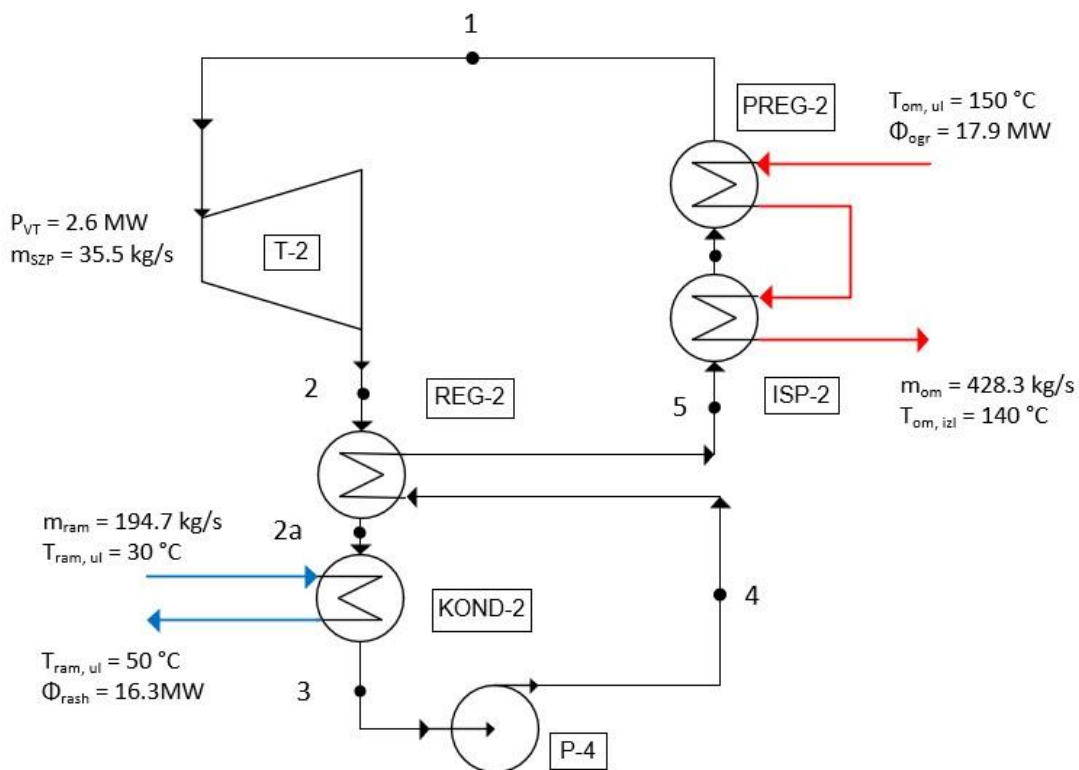 1
PREG-2
T_om, ul = 150 °C
Φ_ogr = 17.9 MW
P_VT = 2.6 MW
m_SZP = 35.5 kg/s
T-2
2
REG-2
5
ISP-2
m_om = 428.3 kg/s
T_om, izl = 140 °C
m_ram = 194.7 kg/s
T_ram, ul = 30 °C
2a
KOND-2
4
T_ram, ul = 50 °C
Φ_rash = 16.3MW
3
P-4